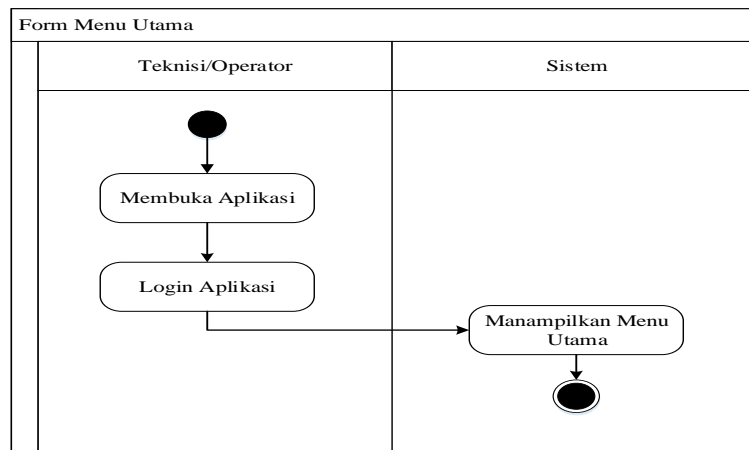 Form Menu Utama
Teknisi/Operator
Sistem
Membuka Aplikasi
Login Aplikasi
Manampilkan Menu
Utama